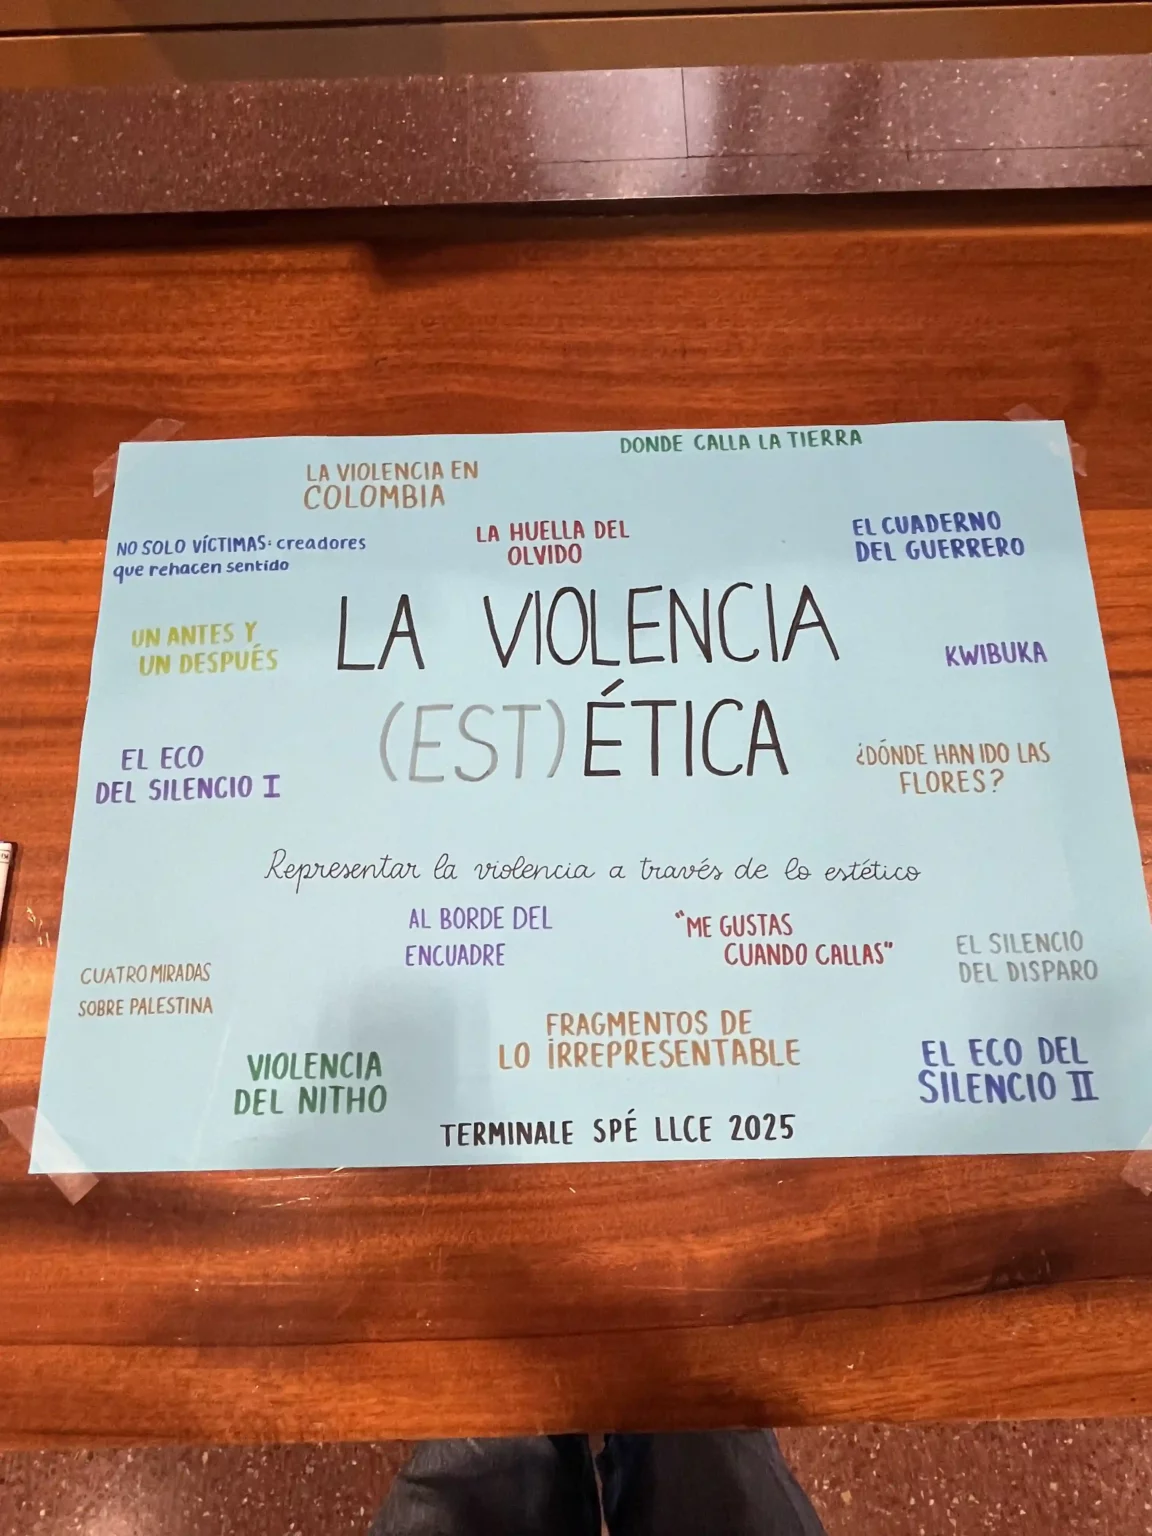 DONDE CALLA LA TIERRA
LA VIOLENCIA EN
COLOMBIA
NO SOLO VÍCTIMAS: creadores
que rehacen sentido
LA HUELLA DEL
OLVIDO
EL CUADERNO
DEL GUERRERO
UN ANTES Y
UN DESPUÉS
LA VIOLENCIA
(EST)ÉTICA
KWIBUKA
EL ECO
DEL SILENCIO I
¿DÓNDE HAN IDO LAS
FLORES?
Representar la violencia a través de lo estético
AL BORDE DEL
ENCUADRE
"ME GUSTAS
CUANDO CALLAS"
EL SILENCIO
DEL DISPARO
CUATRO MIRADAS
SOBRE PALESTINA
FRAGMENTOS DE
LO IRREPRESENTABLE
VIOLENCIA
DEL NITHO
EL ECO DEL
SILENCIO II
TERMINALE SPÉ LLCE 2025